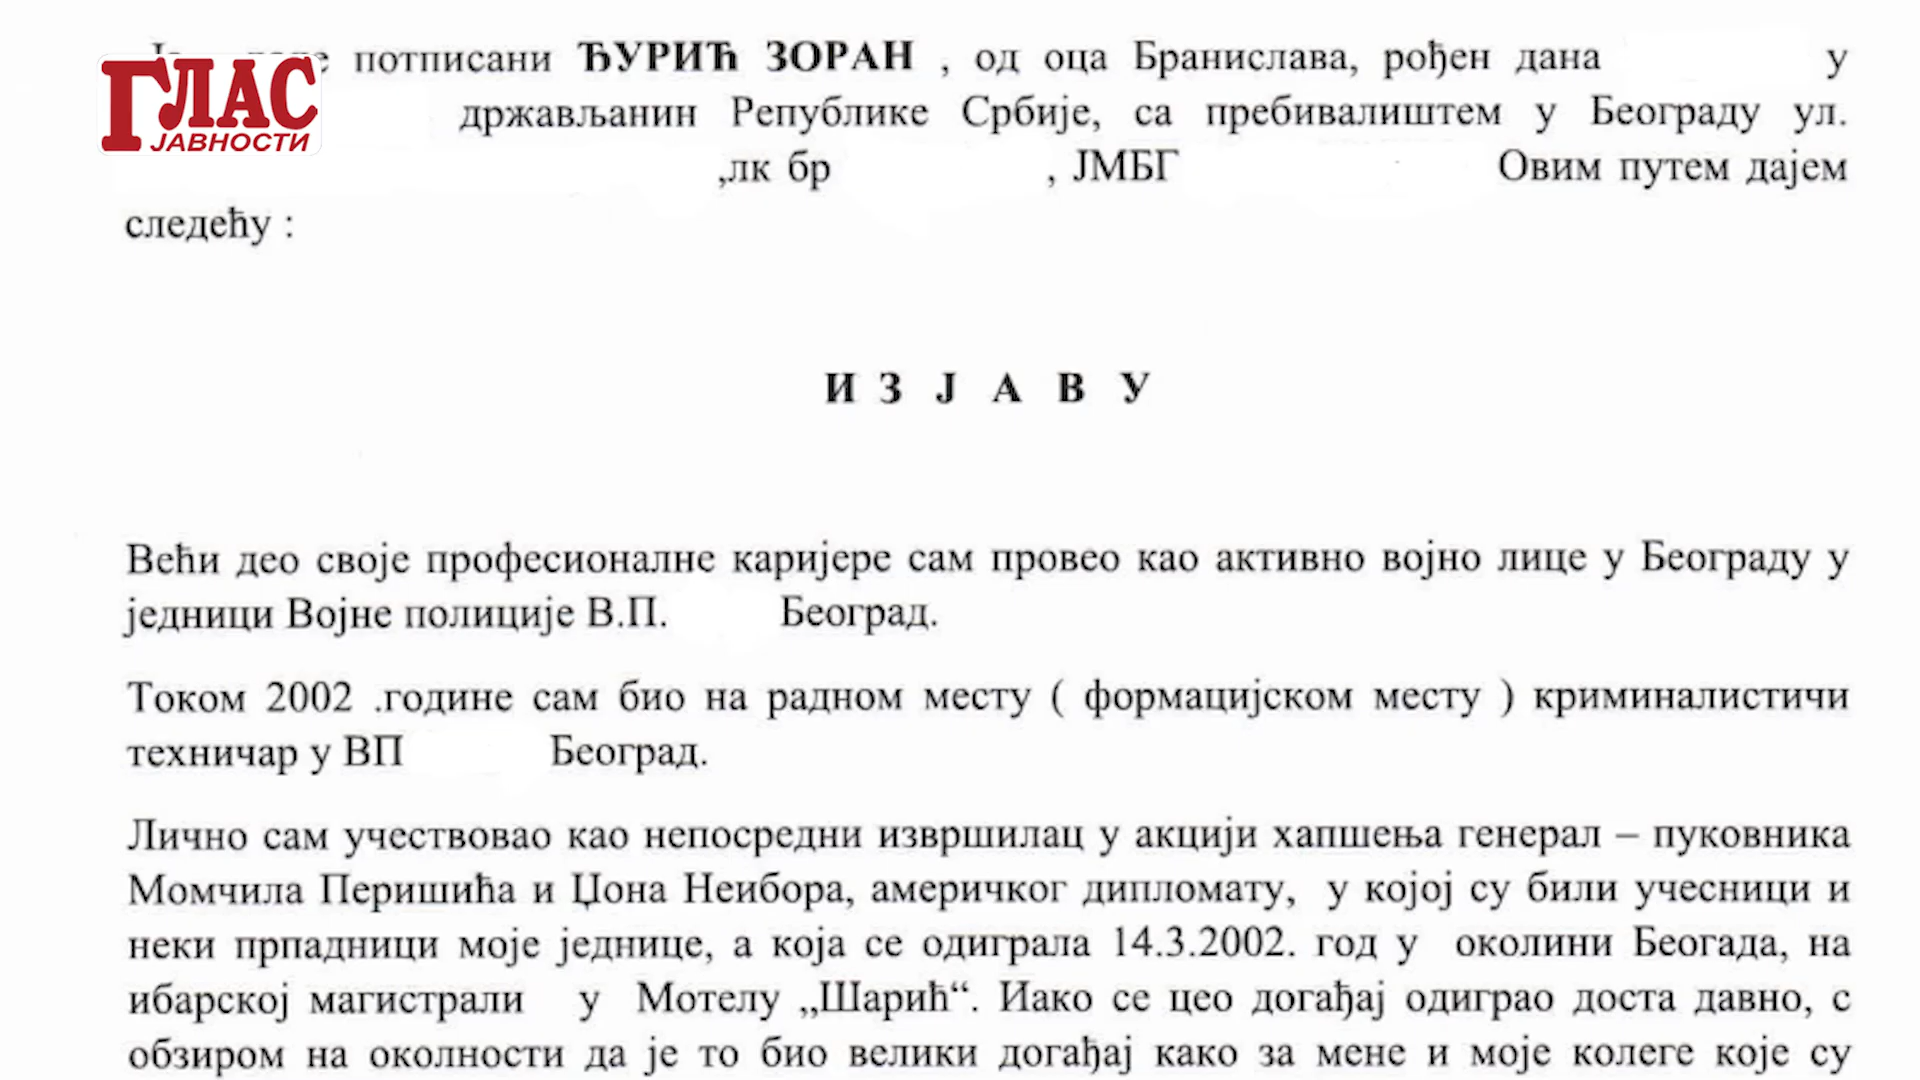 ГЛАС
ЈАВНОСТИ
потписани ЂУРИЋ ЗОРАН , од оца Бранислава, рођен дана у
држављанин Републике Србије, са пребивалиштем у Београду ул.
,лк бр , ЈМБГ Овим путем дајем
следећу :
И З Ј А В У
Већи део своје професионалне каријере сам провео као активно војно лице у Београду у
једници Војне полиције В.П. Београд.
Током 2002 .године сам био на радном месту ( формацијском месту ) криминалистичи
техничар у ВП Београд.
Лично сам учествовао као непосредни извршилац у акцији хапшења генерал – пуковника
Момчила Перишића и Џона Неибора, америчког дипломату, у којој су били учесници и
неки прпадници моје једнице, а која се одиграла 14.3.2002. год у околини Беогада, на
ибарској магистрали у Мотелу „Шарић“. Иако се цео догађај одиграо доста давно, с
обзиром на околности да је то био велики догађај како за мене и моје колеге које су